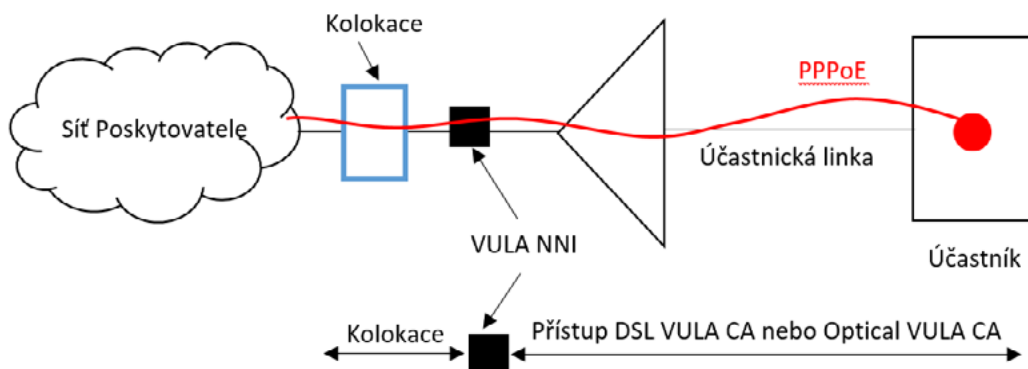 Kolokace
PPPoE
Síť Poskytovatele
Účastnická linka
VULA NNI
Účastník
Kolokace
Přístup DSL VULA CA nebo Optical VULA CA